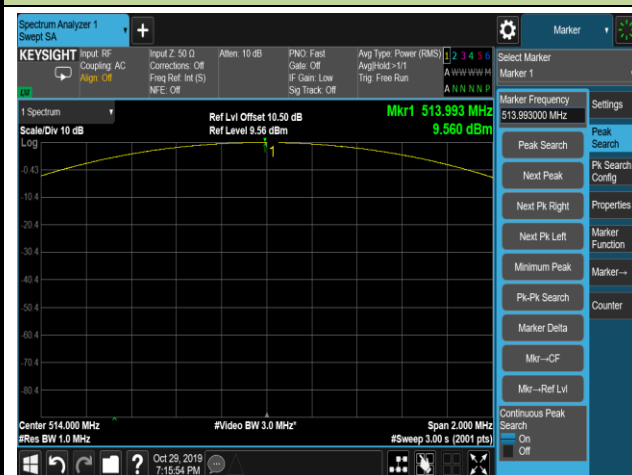 Spectrum Analyzer 1
Swept SA
Marker
KEYSIGHT
Input: RF
Coupling: AC
Align: Off
Input Z: 50 Ω
Corrections: Off
Freq Ref: Int (S)
NFE: Off
Atten: 10 dB
PNO: Fast
Gate: Off
IF Gain: Low
Sig Track: Off
Avg Type: Power (RMS)
Avg|Hold:>1/1
Trig: Free Run
1 2 3 4 5 6
A W W W W M
A N N N N P
Select Marker
Marker 1
1 Spectrum
Scale/Div 10 dB
Ref Lvl Offset 10.50 dB
Ref Level 9.56 dBm
Mkr1 513.993 MHz
9.560 dBm
Log
1
-0.43
-10.4
-20.4
-30.4
-40.4
-50.4
-60.4
-70.4
-80.4
Center 514.000 MHz
#Res BW 1.0 MHz
#Video BW 3.0 MHz*
Span 2.000 MHz
#Sweep 3.00 s (2001 pts)
Marker Frequency
513.993000 MHz
Peak Search
Next Peak
Next Pk Right
Next Pk Left
Minimum Peak
Pk-Pk Search
Marker Delta
Mkr→CF
Mkr→Ref Lvl
Continuous Peak
Search
On
Off
Settings
Peak
Search
Pk Search
Config
Properties
Marker
Function
Marker→
Counter
?
Oct 29, 2019
7:15:54 PM